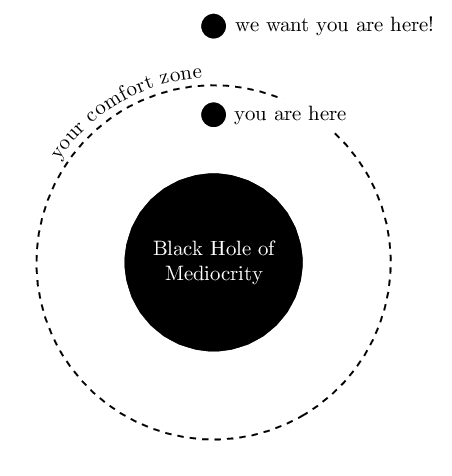 we want you are here!
your comfort zone
you are here
Black Hole of
Mediocrity